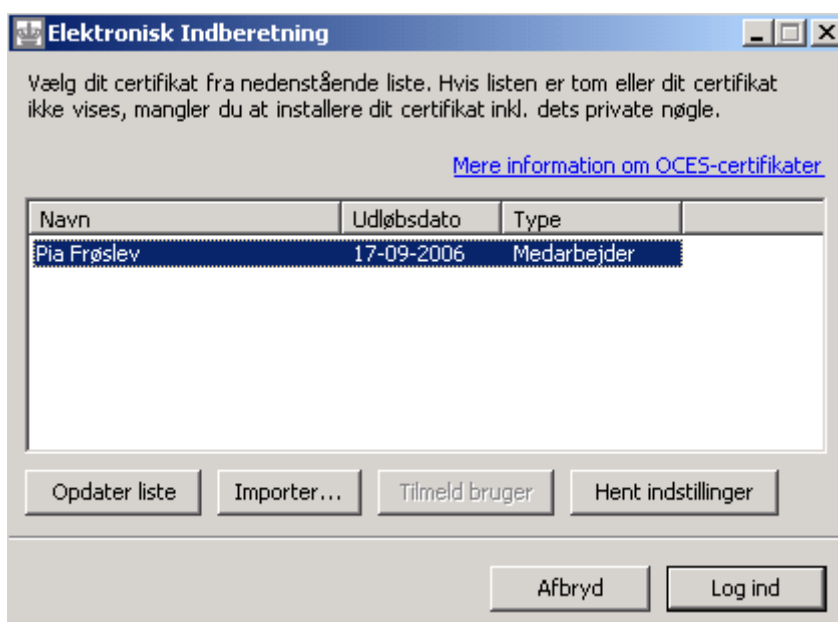 Elektronisk Indberetning
Vælg dit certifikat fra nedenstående liste. Hvis listen er tom eller dit certifikat
ikke vises, mangler du at installere dit certifikat inkl. dets private nøgle.
Mere information om OCES-certifikater
Navn Udløbsdato Type
Pia Frøslev 17-09-2006 Medarbejder
Opdater liste Importer... Tilmeld bruger Hent indstillinger
Afbryd Log ind